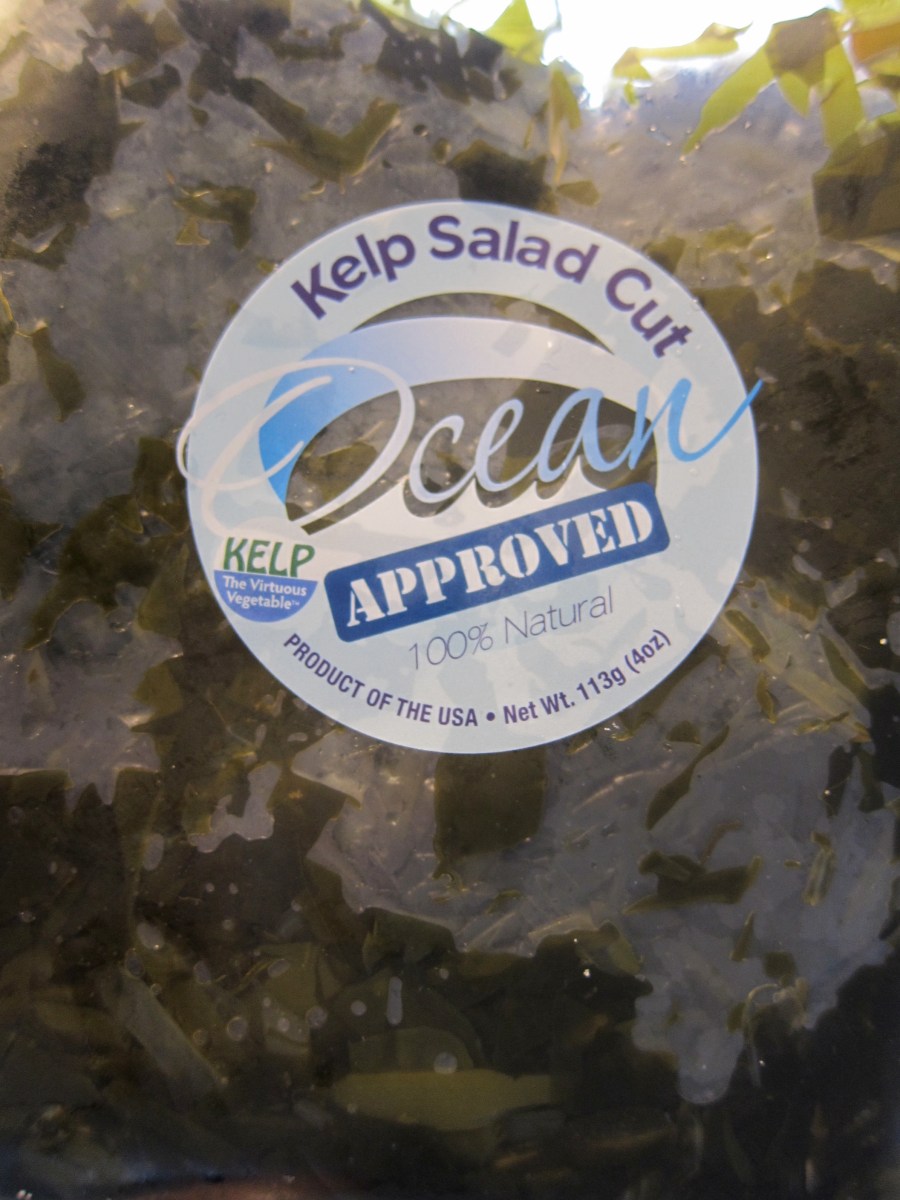 Kelp Salad Cut
Ocean
APPROVED
KELP
The Virtuous
Vegetable™
100% Natural
PRODUCT OF THE USA • Net Wt. 113g (4oz)